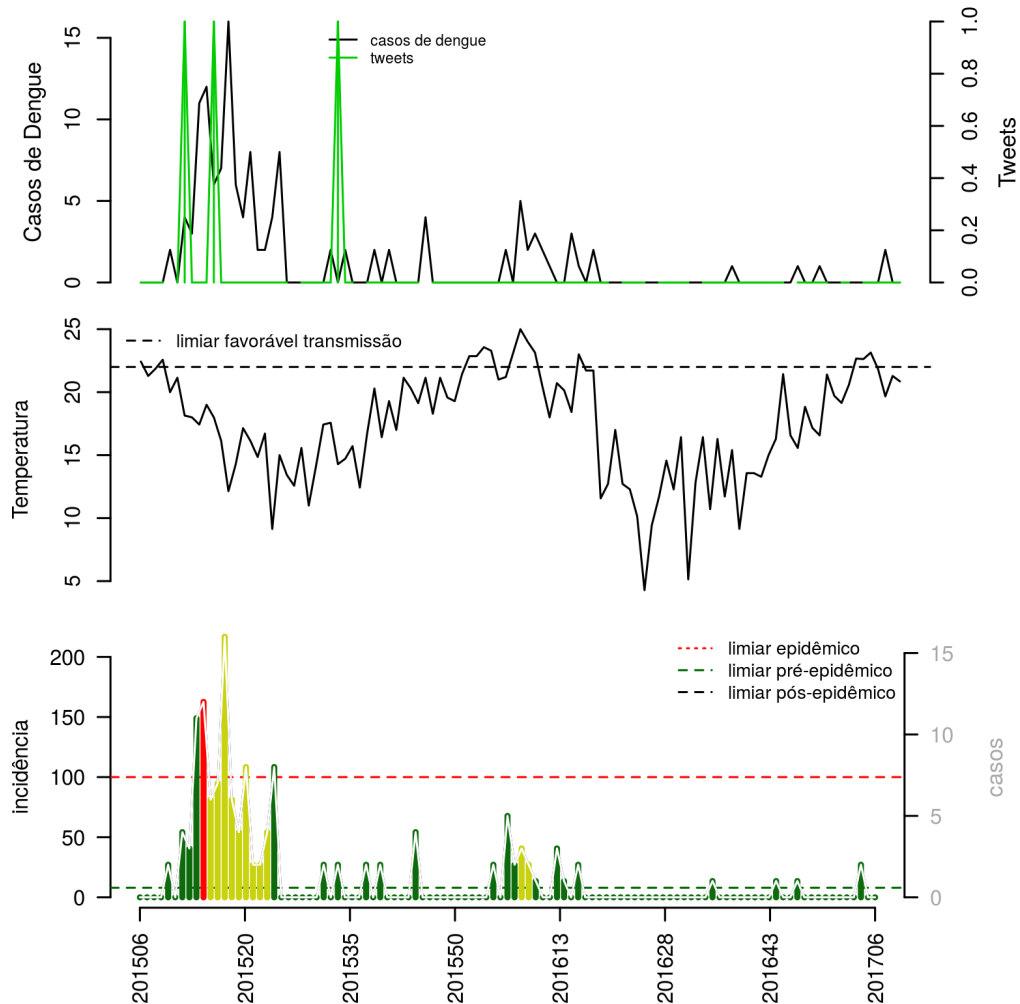 casos de dengue
tweets
Casos de Dengue
0
5
10
15
Tweets
0.0
0.2
0.4
0.6
0.8
1.0
limiar favorável transmissão
Temperatura
5
10
15
20
25
limiar epidêmico
limiar pré-epidêmico
limiar pós-epidêmico
incidência
0
50
100
150
200
casos
0
5
10
15
201506
201520
201535
201550
201613
201628
201643
201706